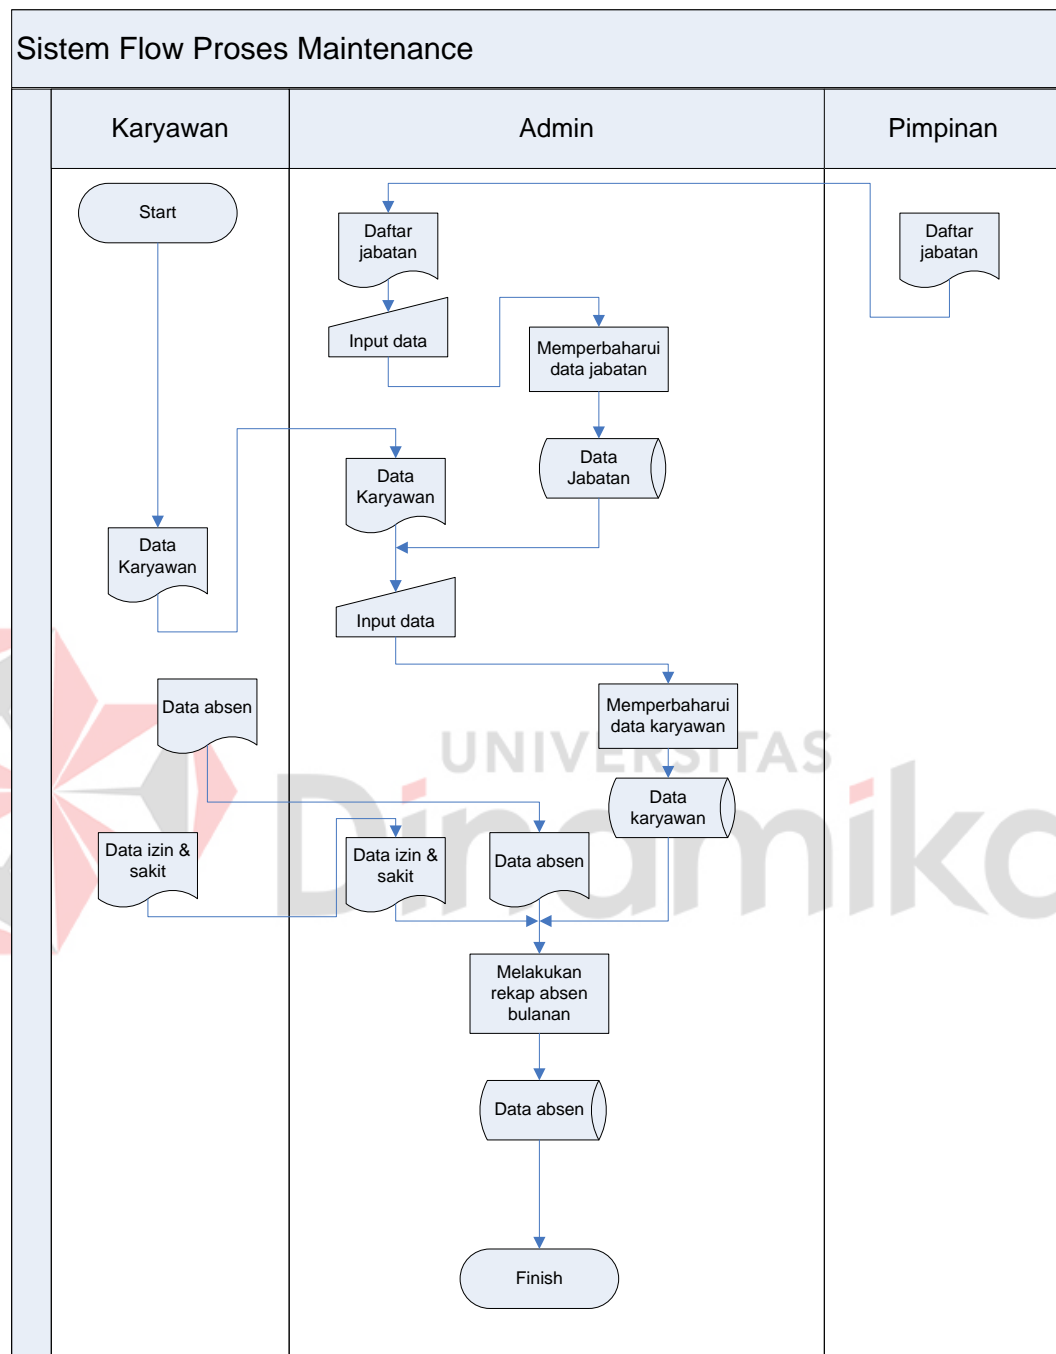 Sistem Flow Proses Maintenance
Karyawan
Admin
Pimpinan
Start
Daftar
jabatan
Daftar
jabatan
Input data
Memperbaharui
data jabatan
Data
Karyawan
Data
Jabatan
Data
Karyawan
Input data
Data absen
Memperbaharui
data karyawan
UNIVERSITAS
Dinamika
Data
karyawan
Data izin &
sakit
Data izin &
sakit
Data absen
Melakukan
rekap absen
bulanan
Data absen
Finish